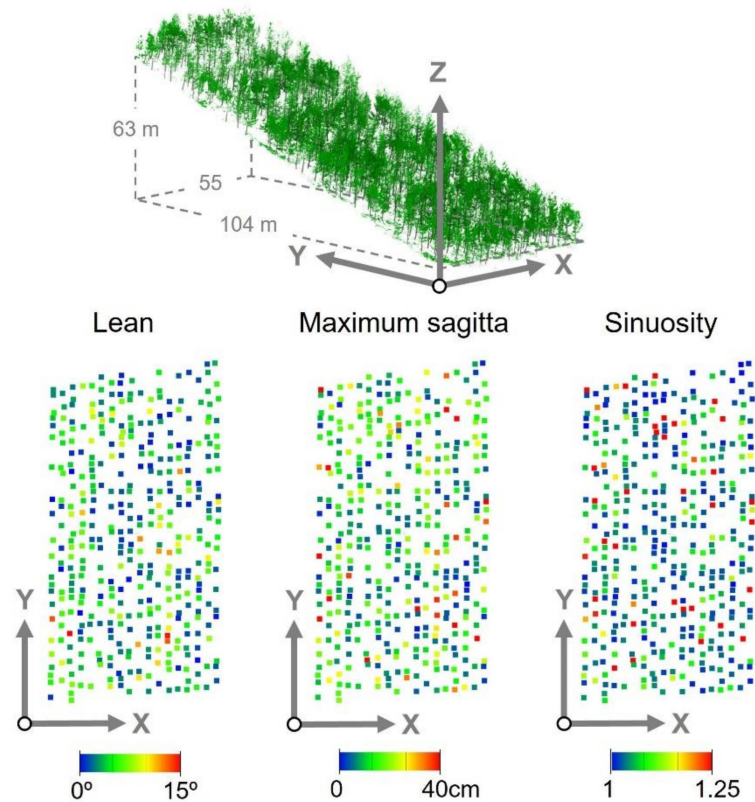 Z
63 m
55
104 m
Y X
Lean Maximum sagitta Sinuosity
Y Y Y
X X X
0º 15º 0 40cm 1 1.25